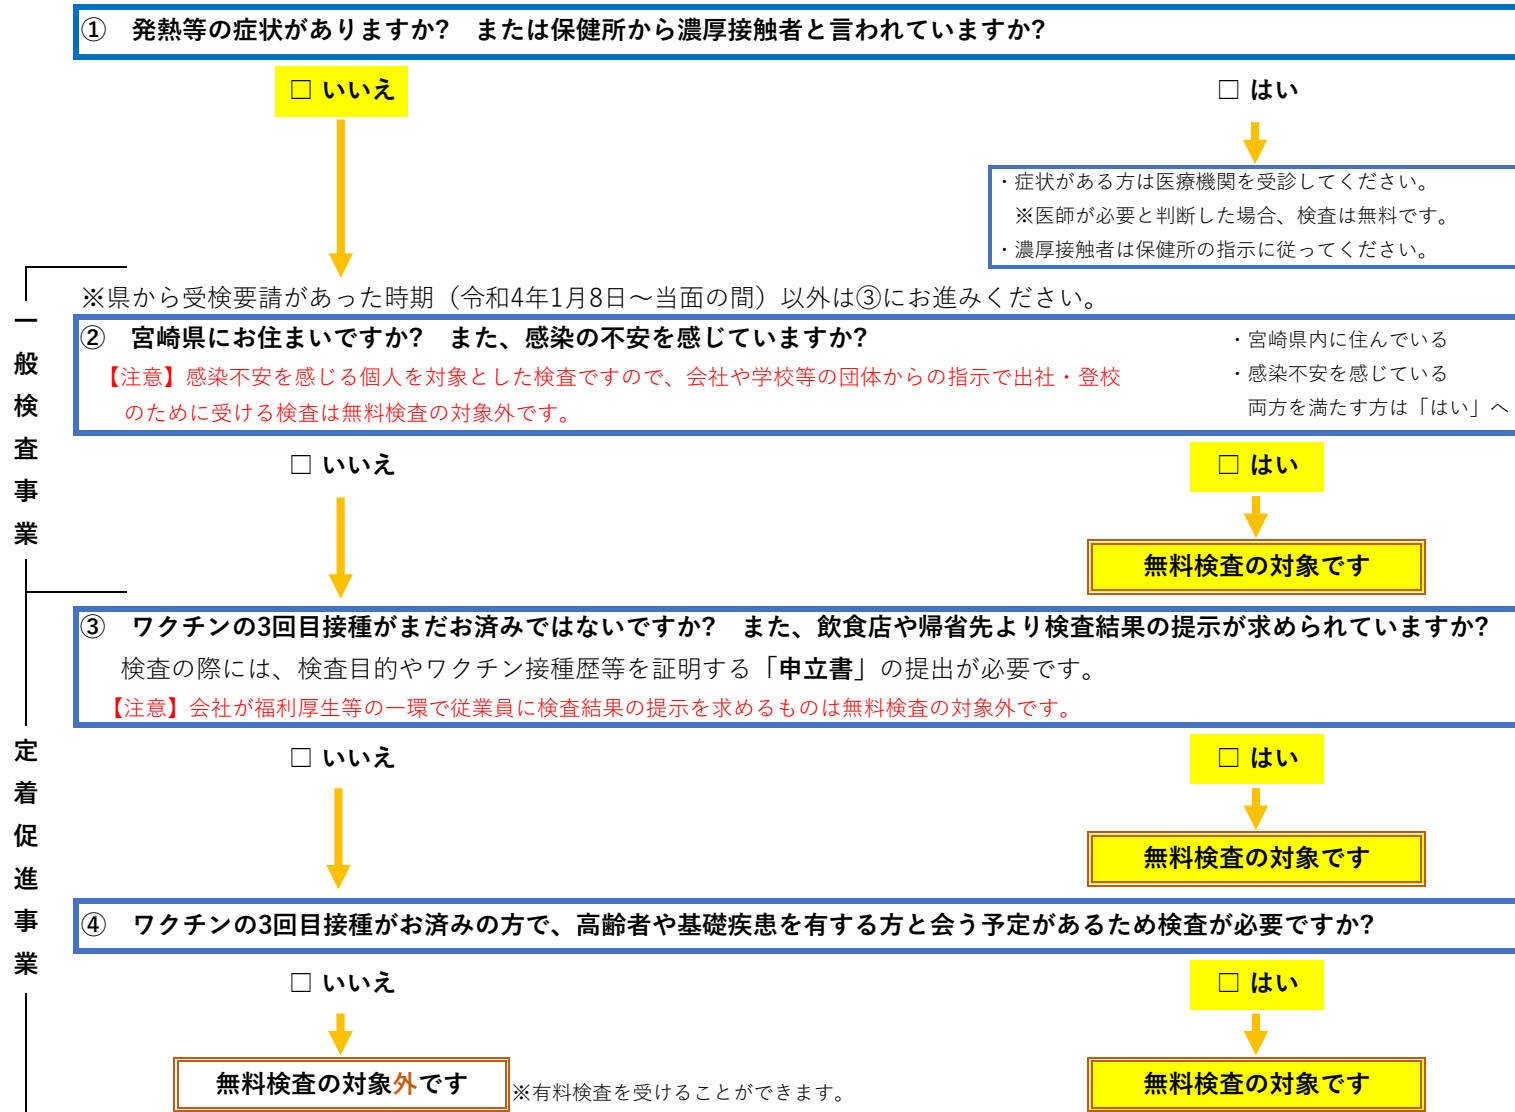 ① 発熱等の症状がありますか? または保健所から濃厚接触者と言われていますか?
□ いいえ
□ はい
・症状がある方は医療機関を受診してください。
※医師が必要と判断した場合、検査は無料です。
・濃厚接触者は保健所の指示に従ってください。
一般検査事業
※県から受検要請があった時期（令和4年1月8日～当面の間）以外は③にお進みください。
② 宮崎県にお住まいですか? また、感染の不安を感じていますか?
【注意】感染不安を感じる個人を対象とした検査ですので、会社や学校等の団体からの指示で出社・登校
のために受ける検査は無料検査の対象外です。
・宮崎県内に住んでいる
・感染不安を感じている
両方を満たす方は「はい」へ
□ いいえ
□ はい
無料検査の対象です
定着促進事業
③ ワクチンの3回目接種がまだお済みではないですか? また、飲食店や帰省先より検査結果の提示が求められていますか?
検査の際には、検査目的やワクチン接種歴等を証明する「申立書」の提出が必要です。
【注意】会社が福利厚生等の一環で従業員に検査結果の提示を求めるものは無料検査の対象外です。
□ いいえ
□ はい
無料検査の対象です
④ ワクチンの3回目接種がお済みの方で、高齢者や基礎疾患を有する方と会う予定があるため検査が必要ですか?
□ いいえ
□ はい
無料検査の対象外です
※有料検査を受けることができます。
無料検査の対象です